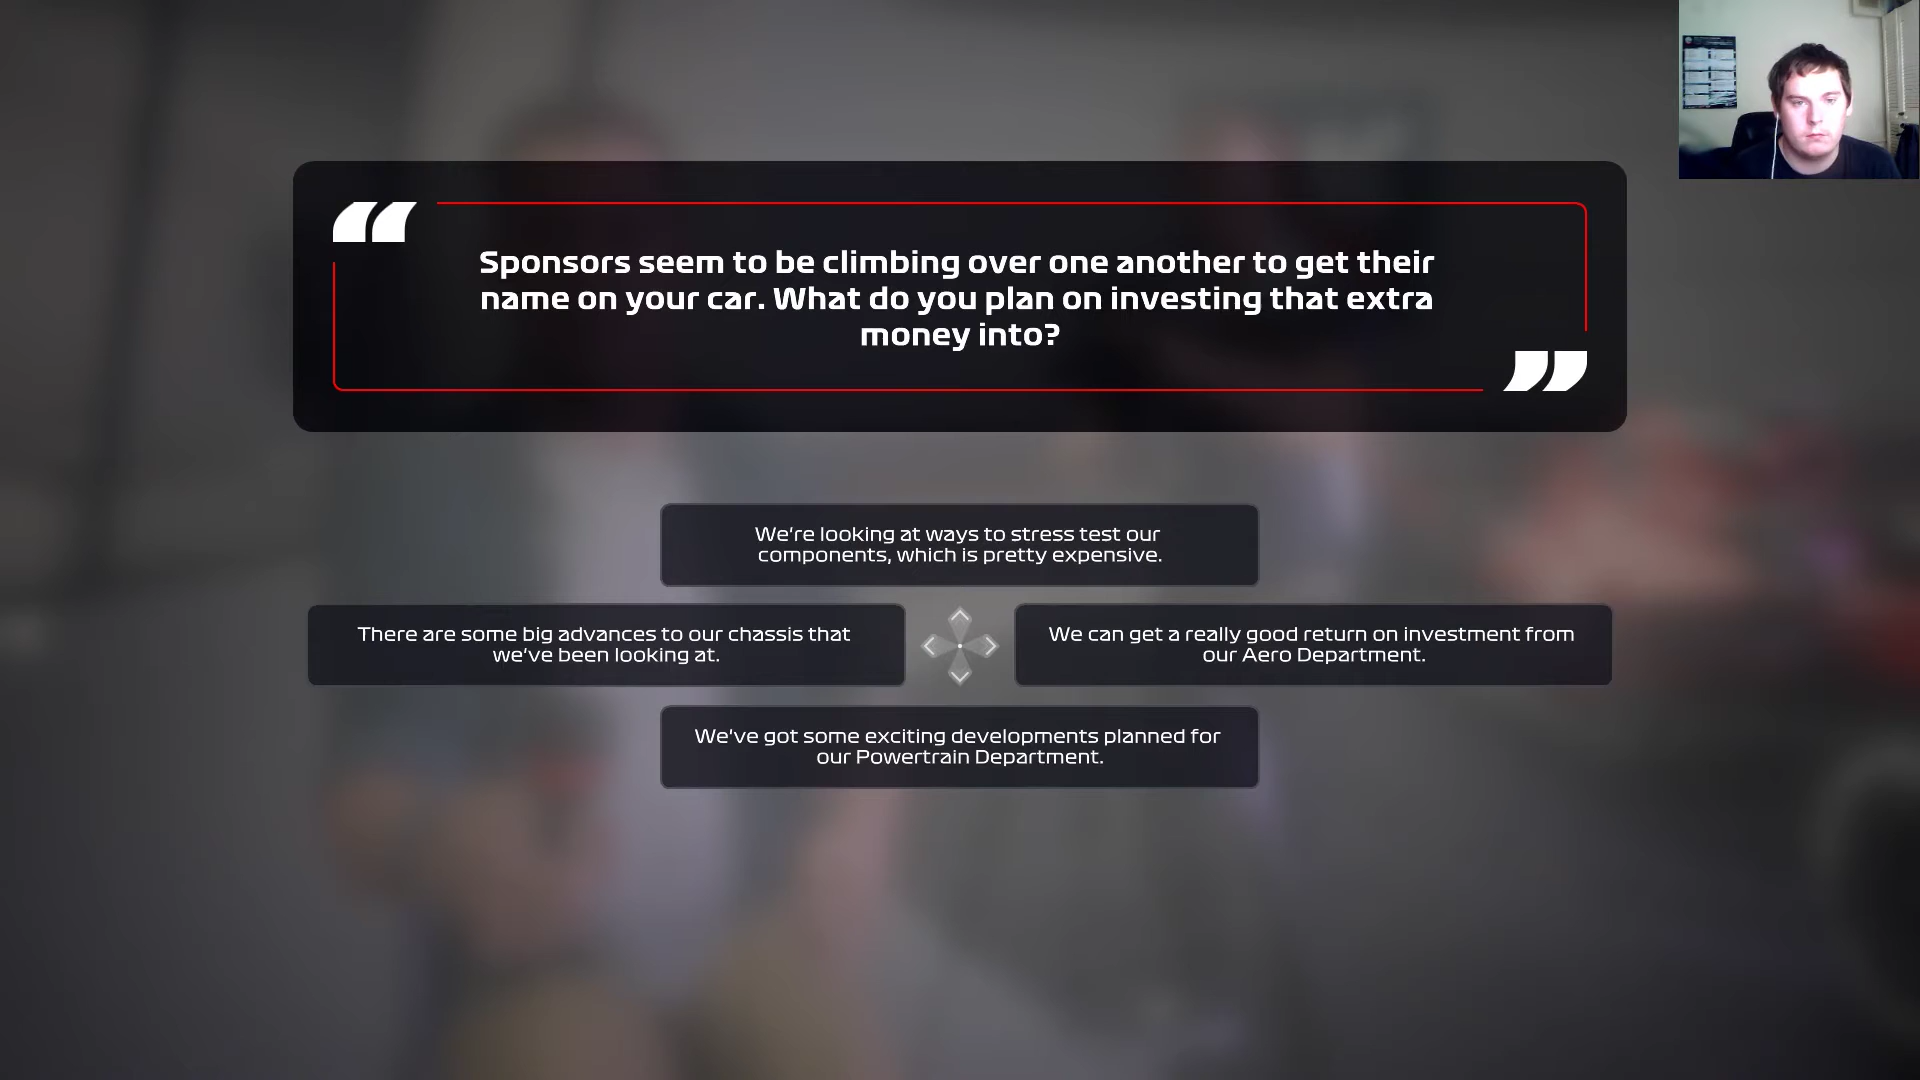 Sponsors seem to be climbing over one another to get their
name on your car. What do you plan on investing that extra
money into?
We're looking at ways to stress test our
components, which is pretty expensive.
There are some big advances to our chassis that
we've been looking at.
We can get a really good return on investment from
our Aero Department.
We've got some exciting developments planned for
our Powertrain Department.